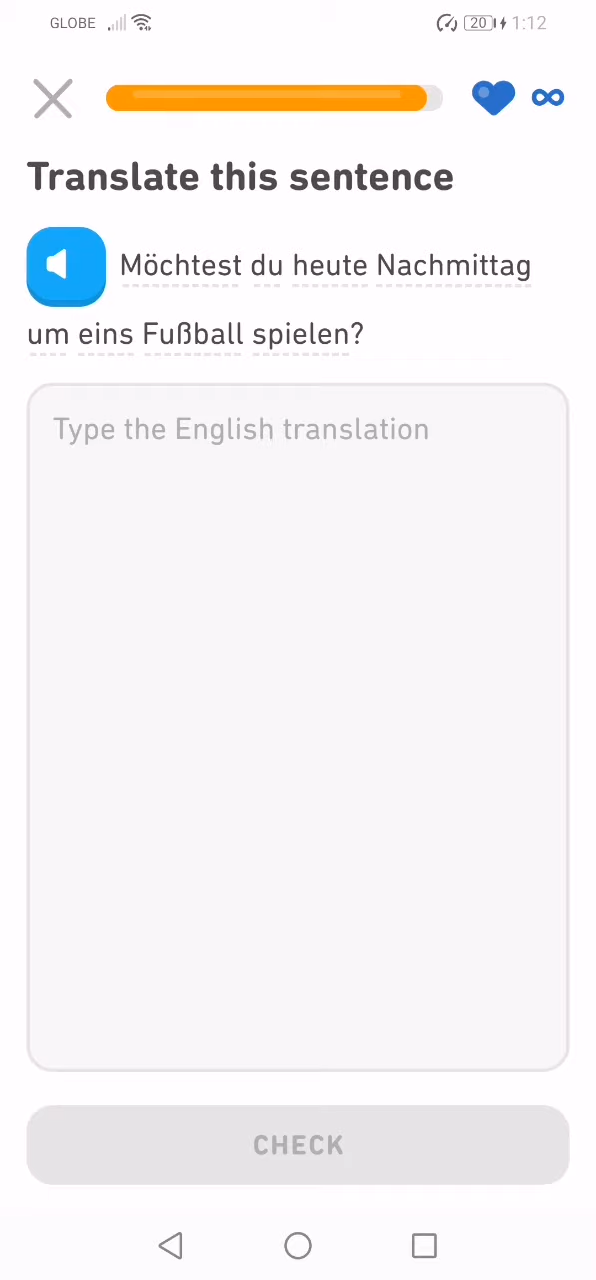 GLOBE 20 1:12
Translate this sentence
Möchtest du heute Nachmittag
um eins Fußball spielen?
Type the English translation
CHECK